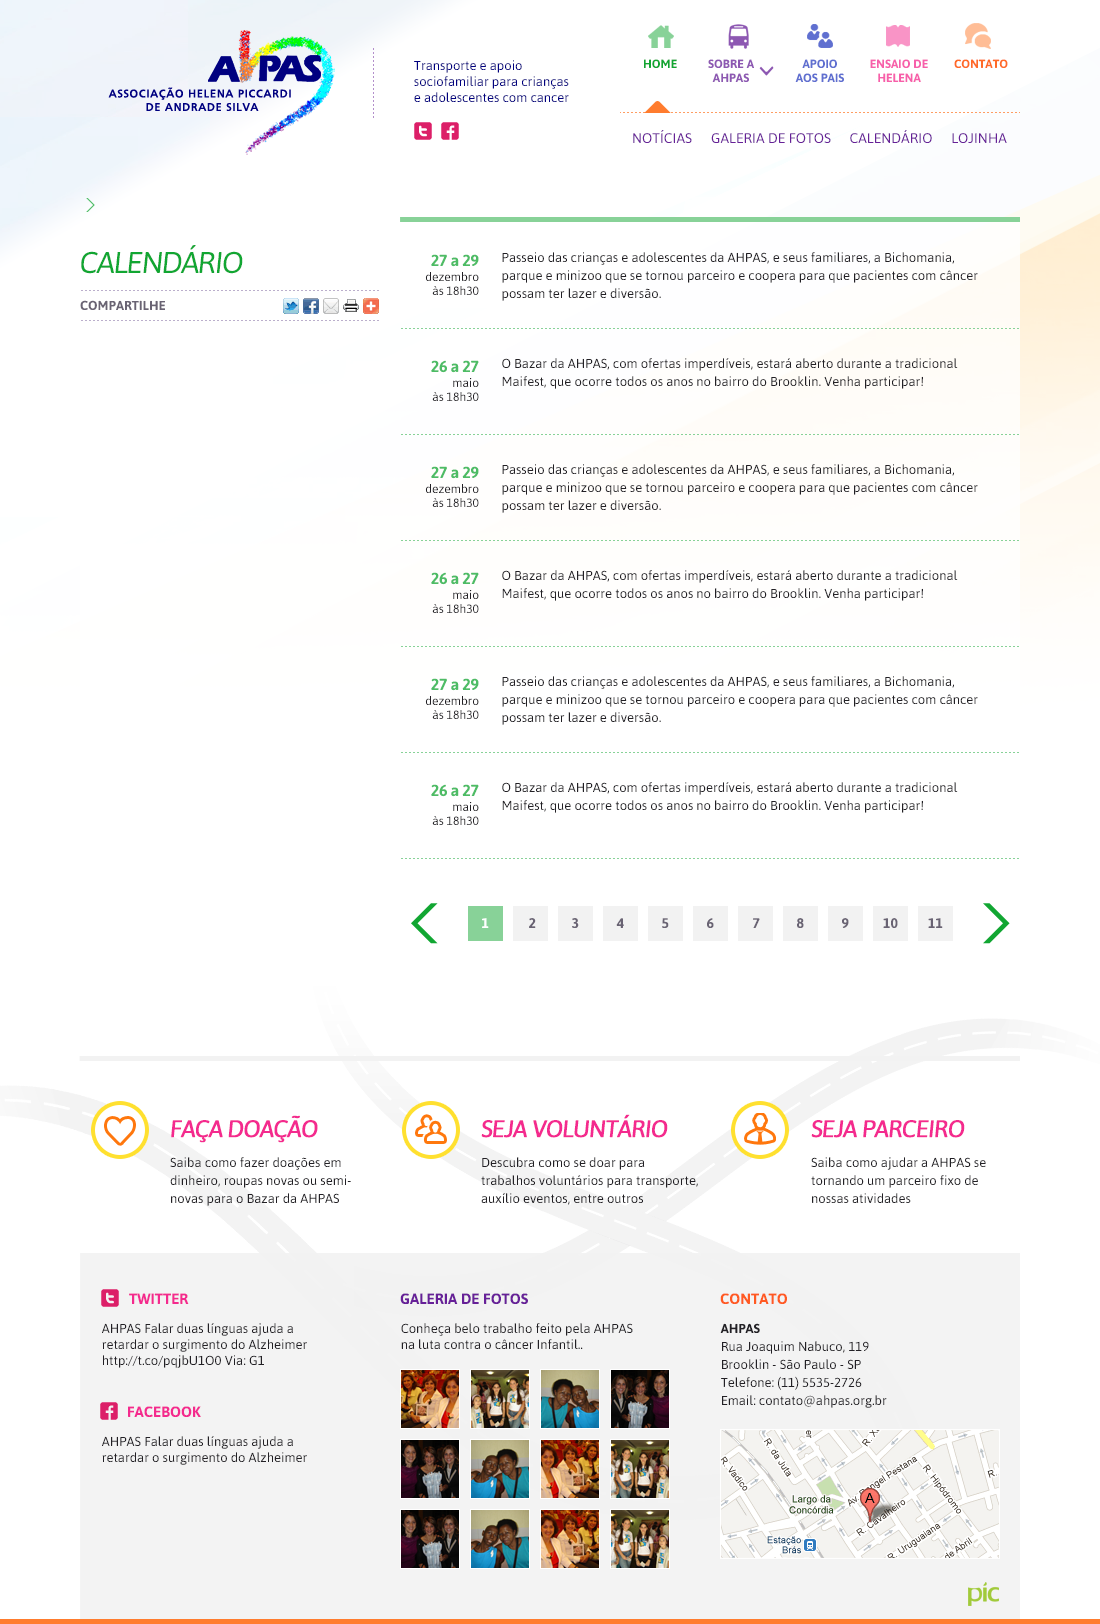 AHPAS
ASSOCIAÇÃO HELENA PICCARDI
DE ANDRADE SILVA
Transporte e apoio
sociofamiliar para crianças
e adolescentes com cancer
HOME
SOBRE A
AHPAS
APOIO
AOS PAIS
ENSAIO DE
HELENA
CONTATO
NOTÍCIAS GALERIA DE FOTOS CALENDÁRIO LOJINHA
CALENDÁRIO
COMPARTILHE
27 a 29
dezembro
às 18h30
Passeio das crianças e adolescentes da AHPAS, e seus familiares, a Bichomania,
parque e minizoo que se tornou parceiro e coopera para que pacientes com câncer
possam ter lazer e diversão.
26 a 27
maio
às 18h30
O Bazar da AHPAS, com ofertas imperdíveis, estará aberto durante a tradicional
Maifest, que ocorre todos os anos no bairro do Brooklin. Venha participar!
27 a 29
dezembro
às 18h30
Passeio das crianças e adolescentes da AHPAS, e seus familiares, a Bichomania,
parque e minizoo que se tornou parceiro e coopera para que pacientes com câncer
possam ter lazer e diversão.
26 a 27
maio
às 18h30
O Bazar da AHPAS, com ofertas imperdíveis, estará aberto durante a tradicional
Maifest, que ocorre todos os anos no bairro do Brooklin. Venha participar!
27 a 29
dezembro
às 18h30
Passeio das crianças e adolescentes da AHPAS, e seus familiares, a Bichomania,
parque e minizoo que se tornou parceiro e coopera para que pacientes com câncer
possam ter lazer e diversão.
26 a 27
maio
às 18h30
O Bazar da AHPAS, com ofertas imperdíveis, estará aberto durante a tradicional
Maifest, que ocorre todos os anos no bairro do Brooklin. Venha participar!
1 2 3 4 5 6 7 8 9 10 11
FAÇA DOAÇÃO
Saiba como fazer doações em
dinheiro, roupas novas ou semi-
novas para o Bazar da AHPAS
SEJA VOLUNTÁRIO
Descubra como se doar para
trabalhos voluntários para transporte,
auxílio eventos, entre outros
SEJA PARCEIRO
Saiba como ajudar a AHPAS se
tornando um parceiro fixo de
nossas atividades
TWITTER
AHPAS Falar duas línguas ajuda a
retardar o surgimento do Alzheimer
http://t.co/pqjbU1O0 Via: G1
FACEBOOK
AHPAS Falar duas línguas ajuda a
retardar o surgimento do Alzheimer
GALERIA DE FOTOS
Conheça belo trabalho feito pela AHPAS
na luta contra o câncer Infantil..
CONTATO
AHPAS
Rua Joaquim Nabuco, 119
Brooklin - São Paulo - SP
Telefone: (11) 5535-2726
Email: contato@ahpas.org.br
R. Vadico
R. da Juta
R. X
Av. Rangel Pestana
R. Hipódromo
R.
Largo da
Concórdia
A
R. Cavalheiro
R. Uruguaiana
de Abril
Estação
Brás
pic